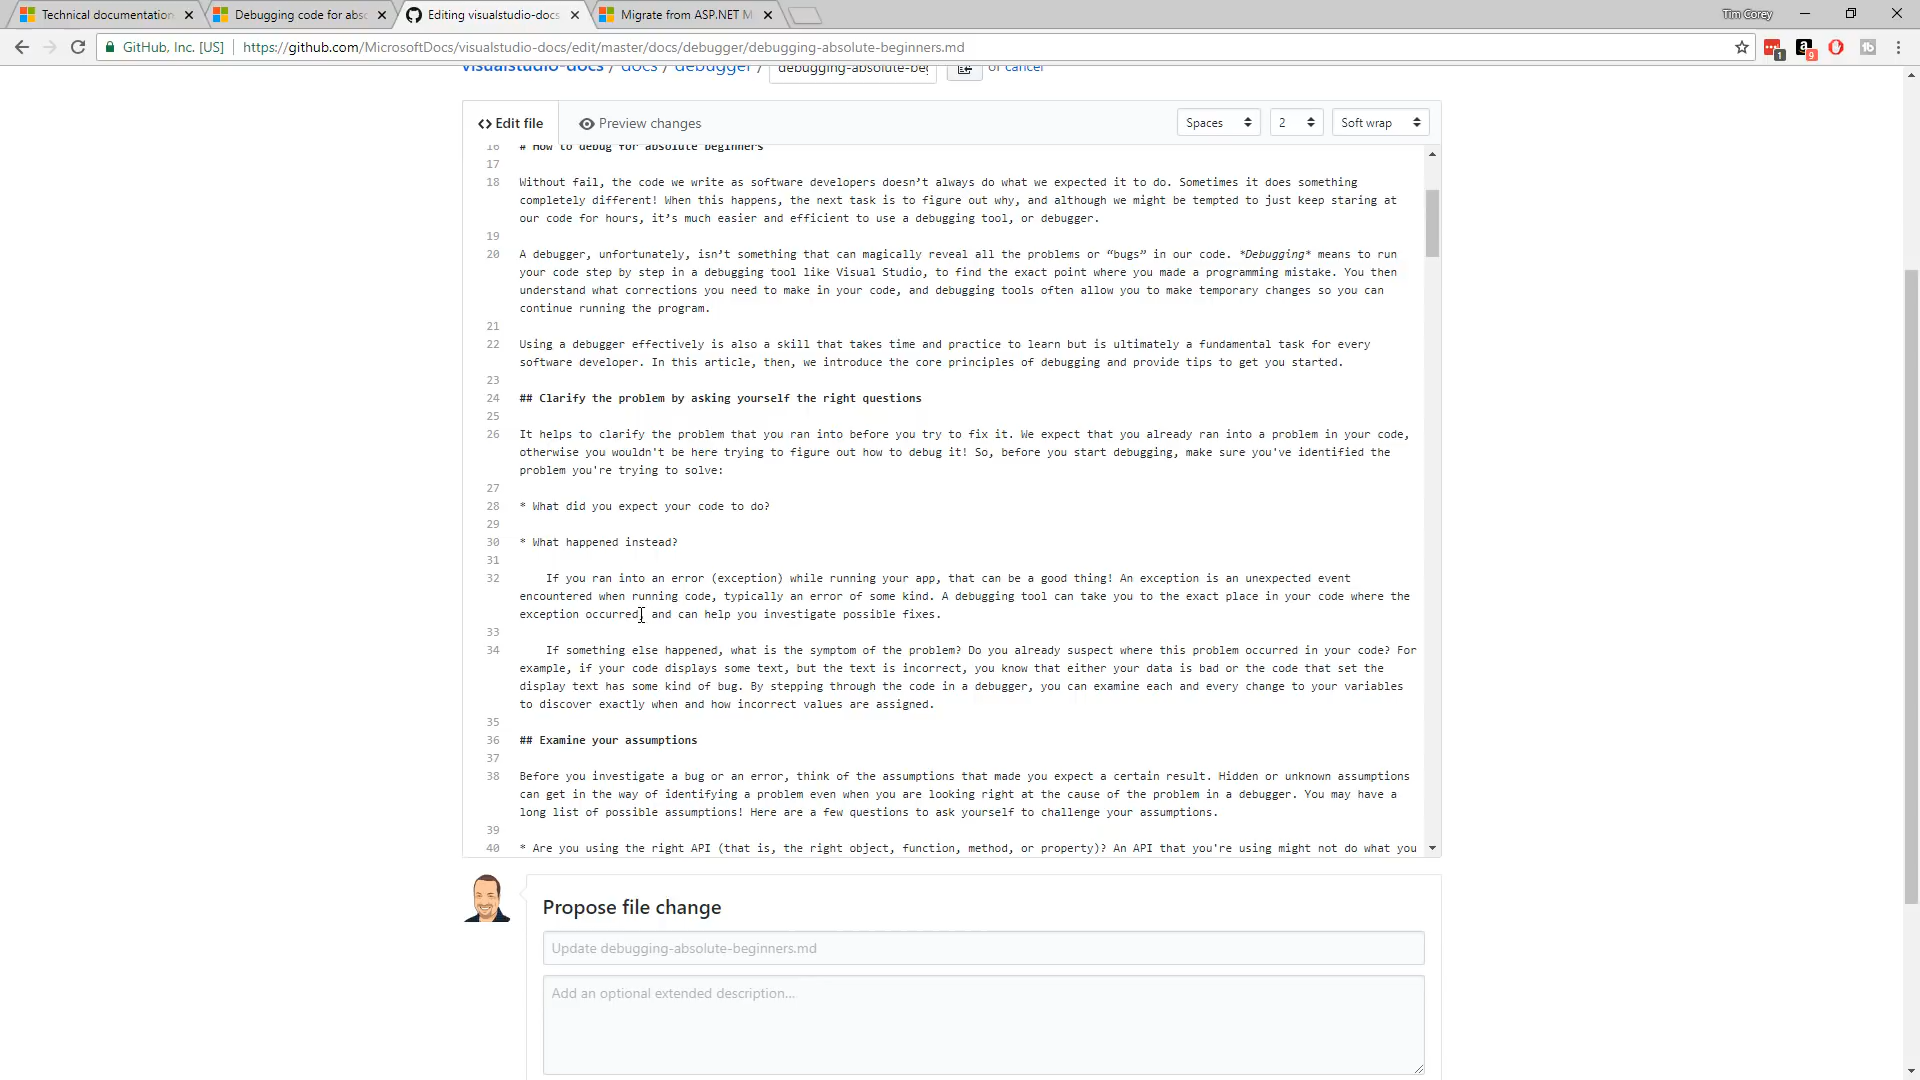 Technical documentation
Debugging code for abso
Editing visualstudio-docs
Migrate from ASP.NET M
Tim Corey
GitHub, Inc. [US]
https://github.com/MicrosoftDocs/visualstudio-docs/edit/master/docs/debugger/debugging-absolute-beginners.md
1
9
visualstudio-docs / docs / debugger / debugging-absolute-be or cancel
<> Edit file
Preview changes
Spaces
2
Soft wrap
16 # How to debug for absolute beginners
17
18 Without fail, the code we write as software developers doesn’t always do what we expected it to do. Sometimes it does something
completely different! When this happens, the next task is to figure out why, and although we might be tempted to just keep staring at
our code for hours, it’s much easier and efficient to use a debugging tool, or debugger.
19
20 A debugger, unfortunately, isn’t something that can magically reveal all the problems or “bugs” in our code. *Debugging* means to run
your code step by step in a debugging tool like Visual Studio, to find the exact point where you made a programming mistake. You then
understand what corrections you need to make in your code, and debugging tools often allow you to make temporary changes so you can
continue running the program.
21
22 Using a debugger effectively is also a skill that takes time and practice to learn but is ultimately a fundamental task for every
software developer. In this article, then, we introduce the core principles of debugging and provide tips to get you started.
23
24 ## Clarify the problem by asking yourself the right questions
25
26 It helps to clarify the problem that you ran into before you try to fix it. We expect that you already ran into a problem in your code,
otherwise you wouldn't be here trying to figure out how to debug it! So, before you start debugging, make sure you've identified the
problem you're trying to solve:
27
28 * What did you expect your code to do?
29
30 * What happened instead?
31
32 If you ran into an error (exception) while running your app, that can be a good thing! An exception is an unexpected event
encountered when running code, typically an error of some kind. A debugging tool can take you to the exact place in your code where the
exception occurred, and can help you investigate possible fixes.
33
34 If something else happened, what is the symptom of the problem? Do you already suspect where this problem occurred in your code? For
example, if your code displays some text, but the text is incorrect, you know that either your data is bad or the code that set the
display text has some kind of bug. By stepping through the code in a debugger, you can examine each and every change to your variables
to discover exactly when and how incorrect values are assigned.
35
36 ## Examine your assumptions
37
38 Before you investigate a bug or an error, think of the assumptions that made you expect a certain result. Hidden or unknown assumptions
can get in the way of identifying a problem even when you are looking right at the cause of the problem in a debugger. You may have a
long list of possible assumptions! Here are a few questions to ask yourself to challenge your assumptions.
39
40 * Are you using the right API (that is, the right object, function, method, or property)? An API that you're using might not do what you
Propose file change
Update debugging-absolute-beginners.md
Add an optional extended description...